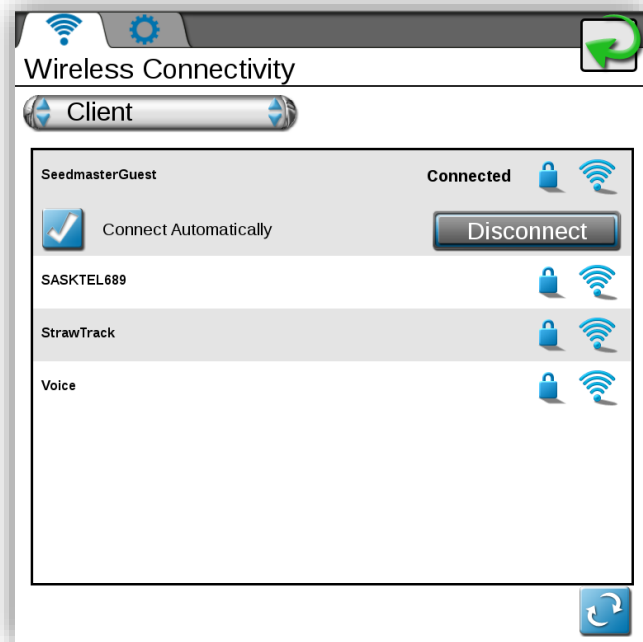 Wireless Connectivity
Client
SeedmasterGuest Connected
Connect Automatically Disconnect
SASKTEL689
StrawTrack
Voice